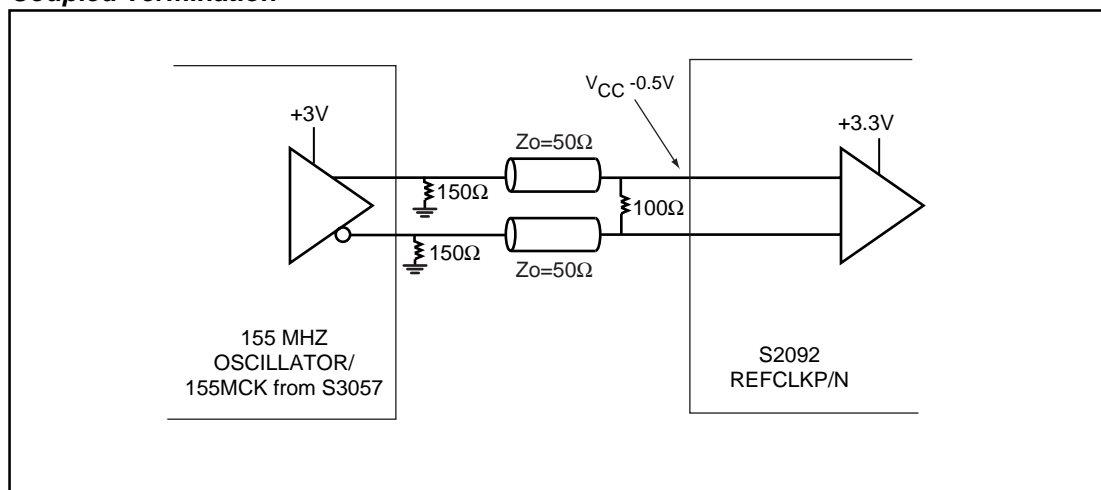 Coupled Termination
+3V
150Ω
150Ω
Zo=50Ω
Zo=50Ω
V_CC -0.5V
100Ω
+3.3V
155 MHZ
OSCILLATOR/
155MCK from S3057
S2092
REFCLKP/N